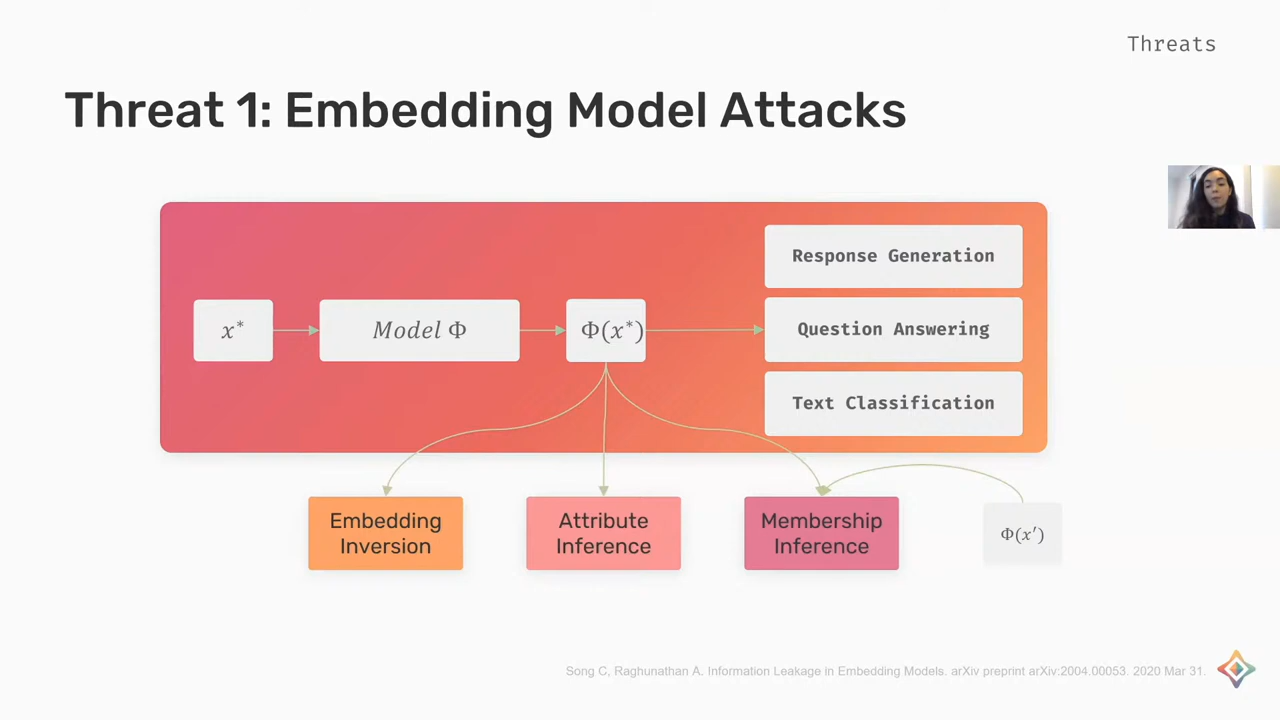 Threats
Threat 1: Embedding Model Attacks
x*
Model Φ
Φ(x*)
Response Generation
Question Answering
Text Classification
Embedding
Inversion
Attribute
Inference
Membership
Inference
Φ(x′)
Song C, Raghunathan A. Information Leakage in Embedding Models. arXiv preprint arXiv:2004.00053. 2020 Mar 31.